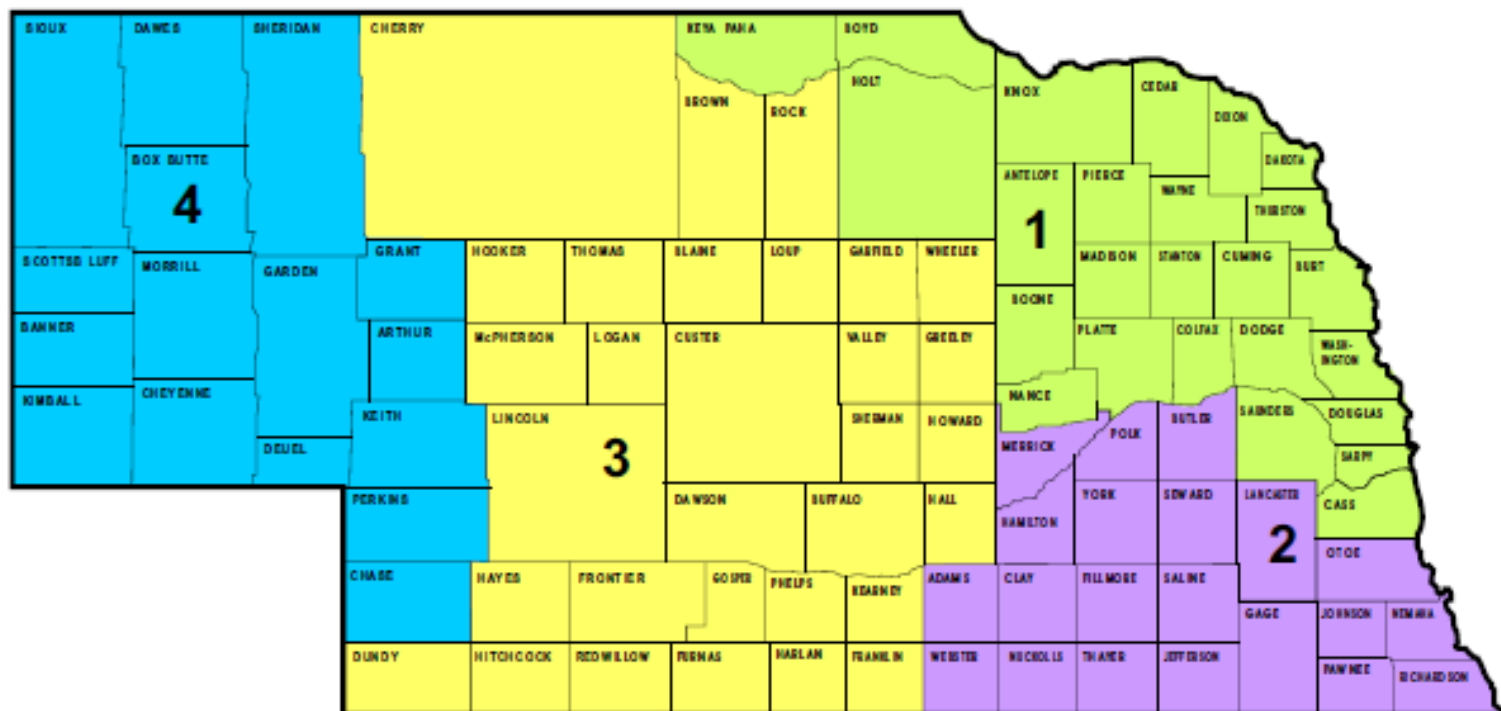 SIOUX
DAWES
SHERIDAN
CHERRY
KEYA PAHA
BOYD
HOLT
KNOX
CEDAR
DIXON
DAKOTA
BROWN
ROCK
BOX BUTTE
4
ANTELOPE
1
PIERCE
WAYNE
THURSTON
SCOTTSB LUFF
MORRILL
GARDEN
GRANT
HOOKER
THOMAS
BLAINE
LOUP
GARFIELD
WHEELER
MADISON
STANTON
CUMING
BURT
BOONE
BANNER
ARTHUR
McPHERSON
LOGAN
CUSTER
VALLEY
GREELEY
PLATTE
COLFAX
DODGE
WASH-
INGTON
KIMBALL
CHEYENNE
KEITH
LINCOLN
3
SHERMAN
HOWARD
NANCE
MERRICK
POLK
BUTLER
SAUNDERS
DOUGLAS
DEUEL
SARPY
PERKINS
DAWSON
BUFFALO
HALL
HAMILTON
YORK
SEWARD
LANCASTER
2
CASS
OTOE
CHASE
HAYES
FRONTIER
GOSPER
PHELPS
KEARNEY
ADAMS
CLAY
FILLMORE
SALINE
GAGE
JOHNSON
NEMAHA
DUNDY
HITCHCOCK
REDWILLOW
FURNAS
HARLAN
FRANKLIN
WEBSTER
NUCKOLLS
THAYER
JEFFERSON
PAWNEE
RICHARDSON